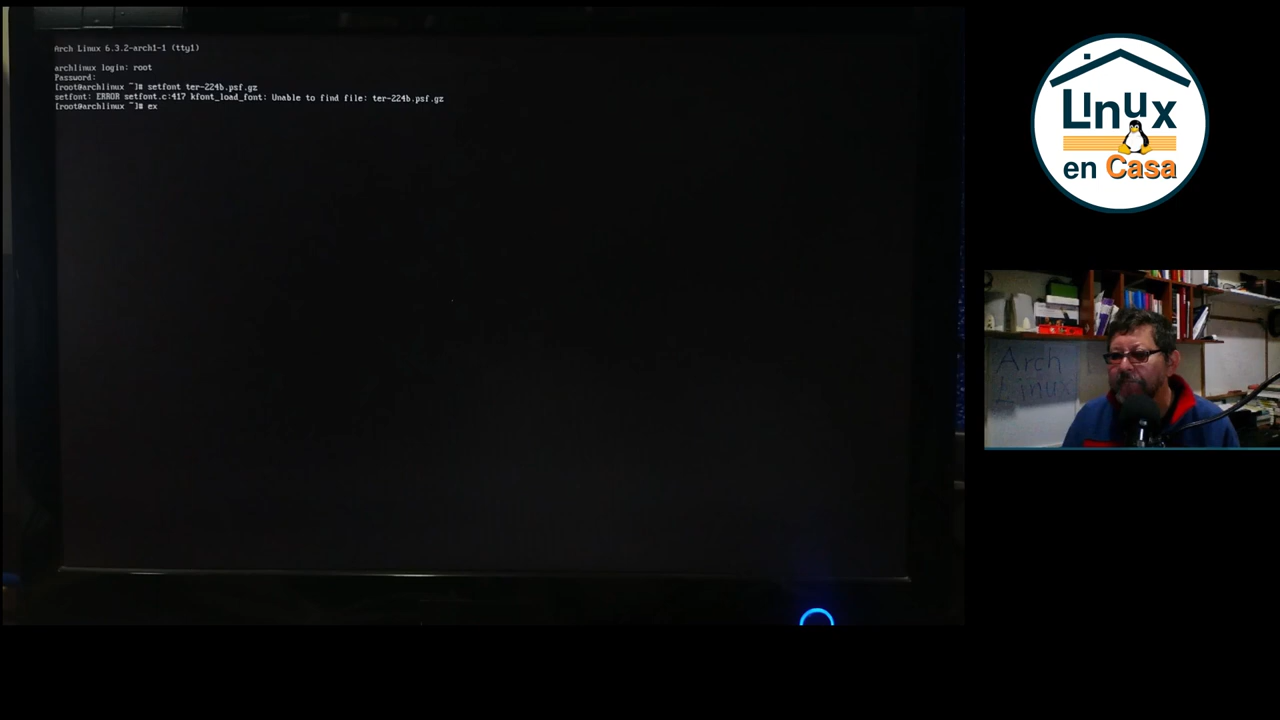 Arch Linux 6.3.2-arch1-1 (tty1)
archlinux login: root
Password:
[root@archlinux ~]# setfont ter-224b.psf.gz
setfont: ERROR setfont.c:417 kfont_load_font: Unable to find file: ter-224b.psf.gz
[root@archlinux ~]# ex
Linux
en Casa
Arch
Linux